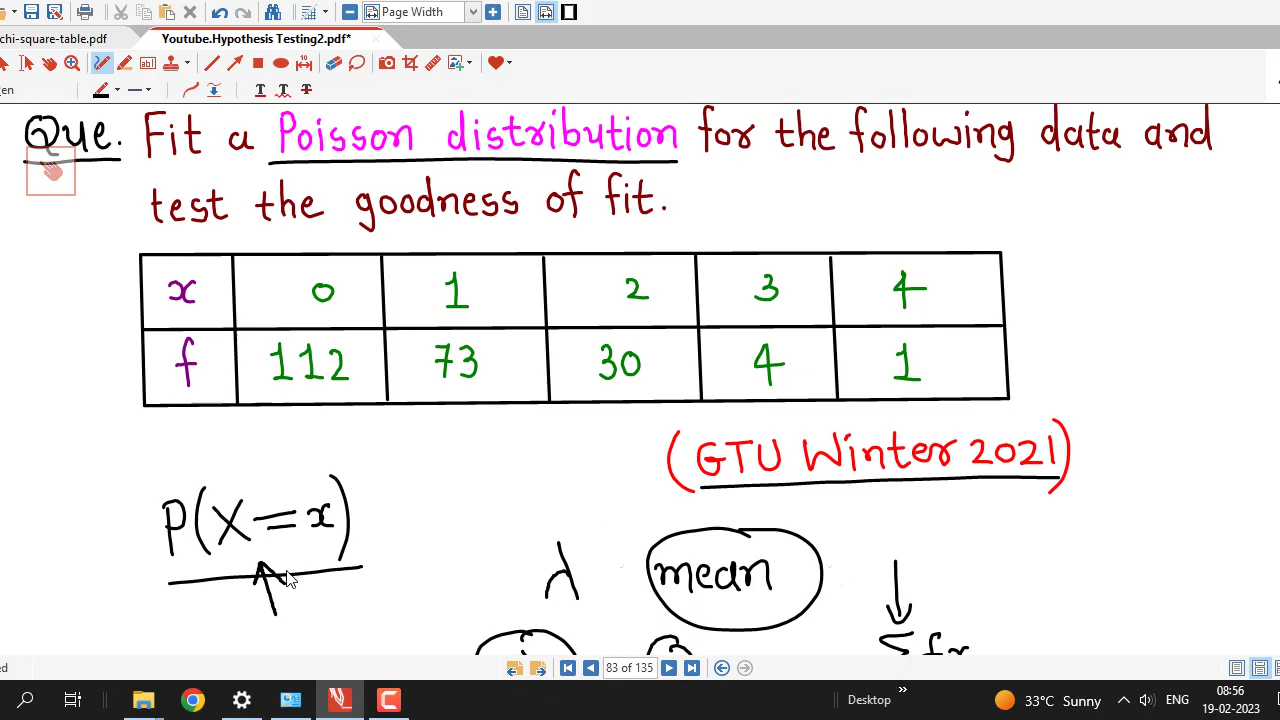 Page Width
chi-square-table.pdf
Youtube.Hypothesis Testing2.pdf*
Que. Fit a Poisson distribution for the following data and
test the goodness of fit.
x 0 1 2 3 4
f 112 73 30 4 1
(GTU Winter 2021)
P(X=x)
λ mean
83 of 135
Desktop
33°C Sunny
ENG
08:56
19-02-2023